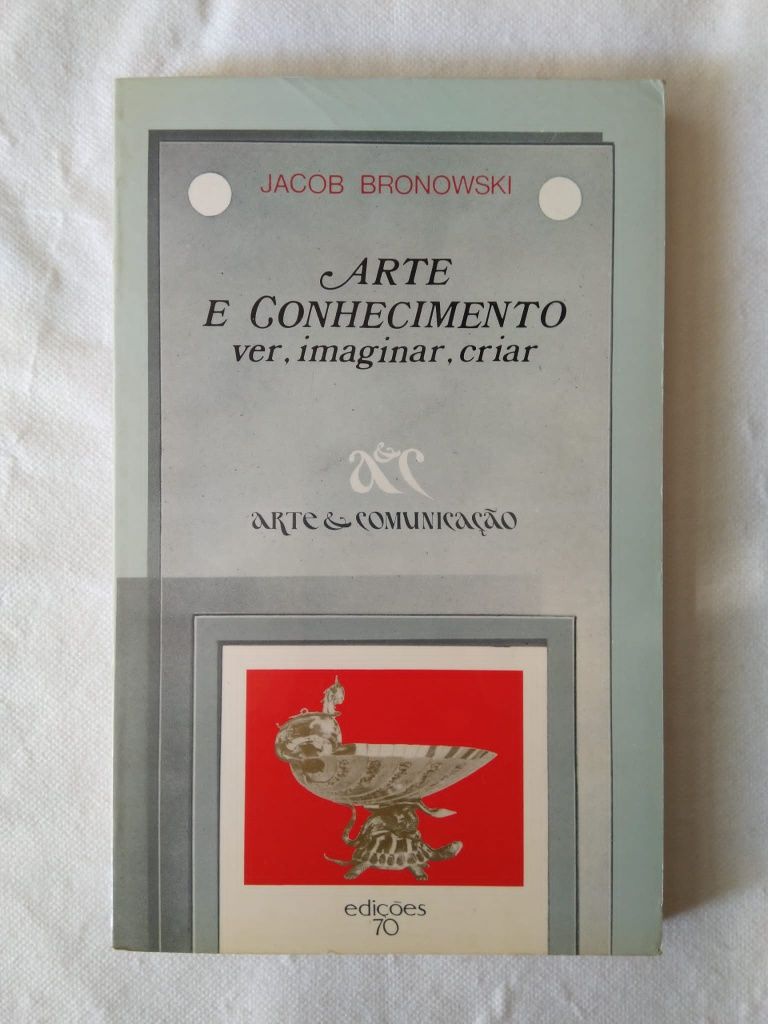 JACOB BRONOWSKI
ARTE
E CONHECIMENTO
ver, imaginar, criar
a&c
ARTE & COMUNICAÇÃO
edições
70